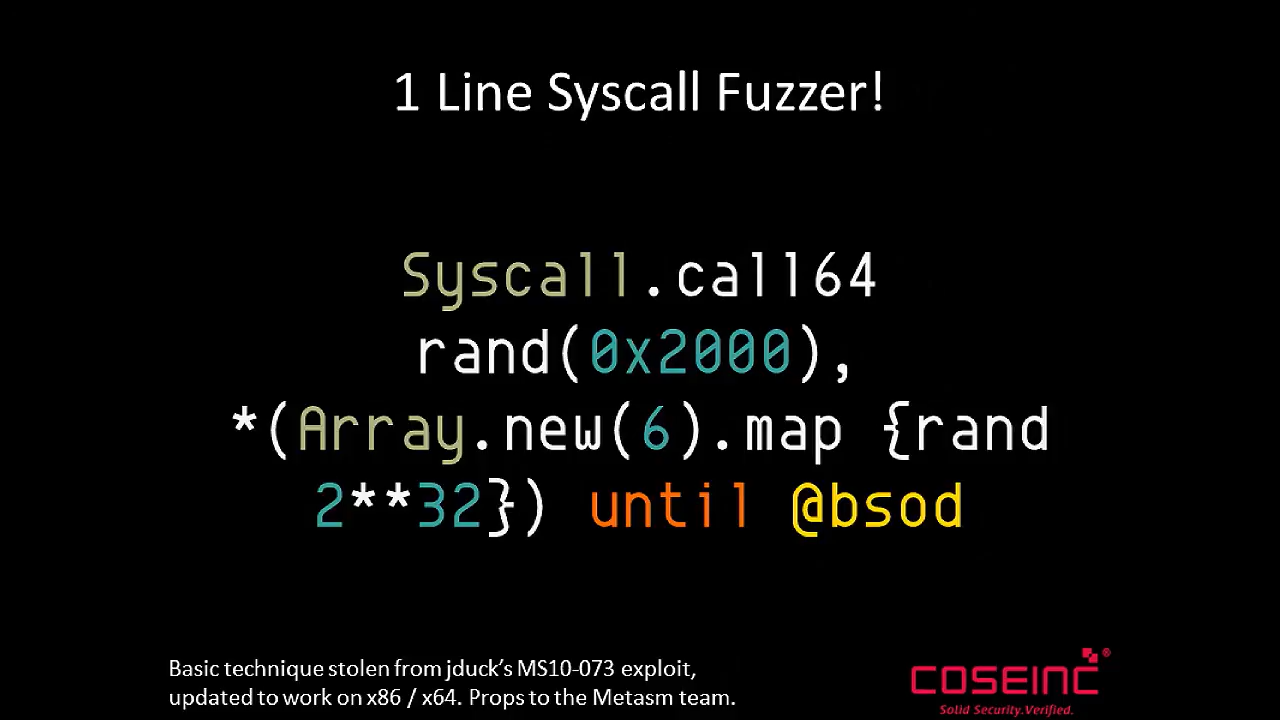 1 Line Syscall Fuzzer!
Syscall.call64
rand(0x2000),
*(Array.new(6).map {rand
2**32}) until @bsod
Basic technique stolen from jduck’s MS10-073 exploit,
updated to work on x86 / x64. Props to the Metasm team.
COSEINC®
Solid Security.Verified.